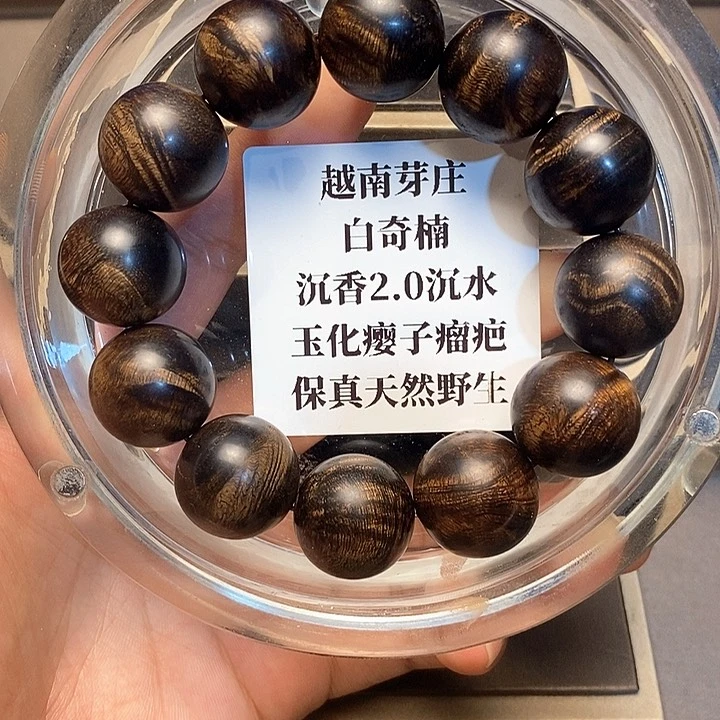 越南芽庄
白奇楠
沉香2.0沉水
玉化瘿子瘤疤
保真天然野生